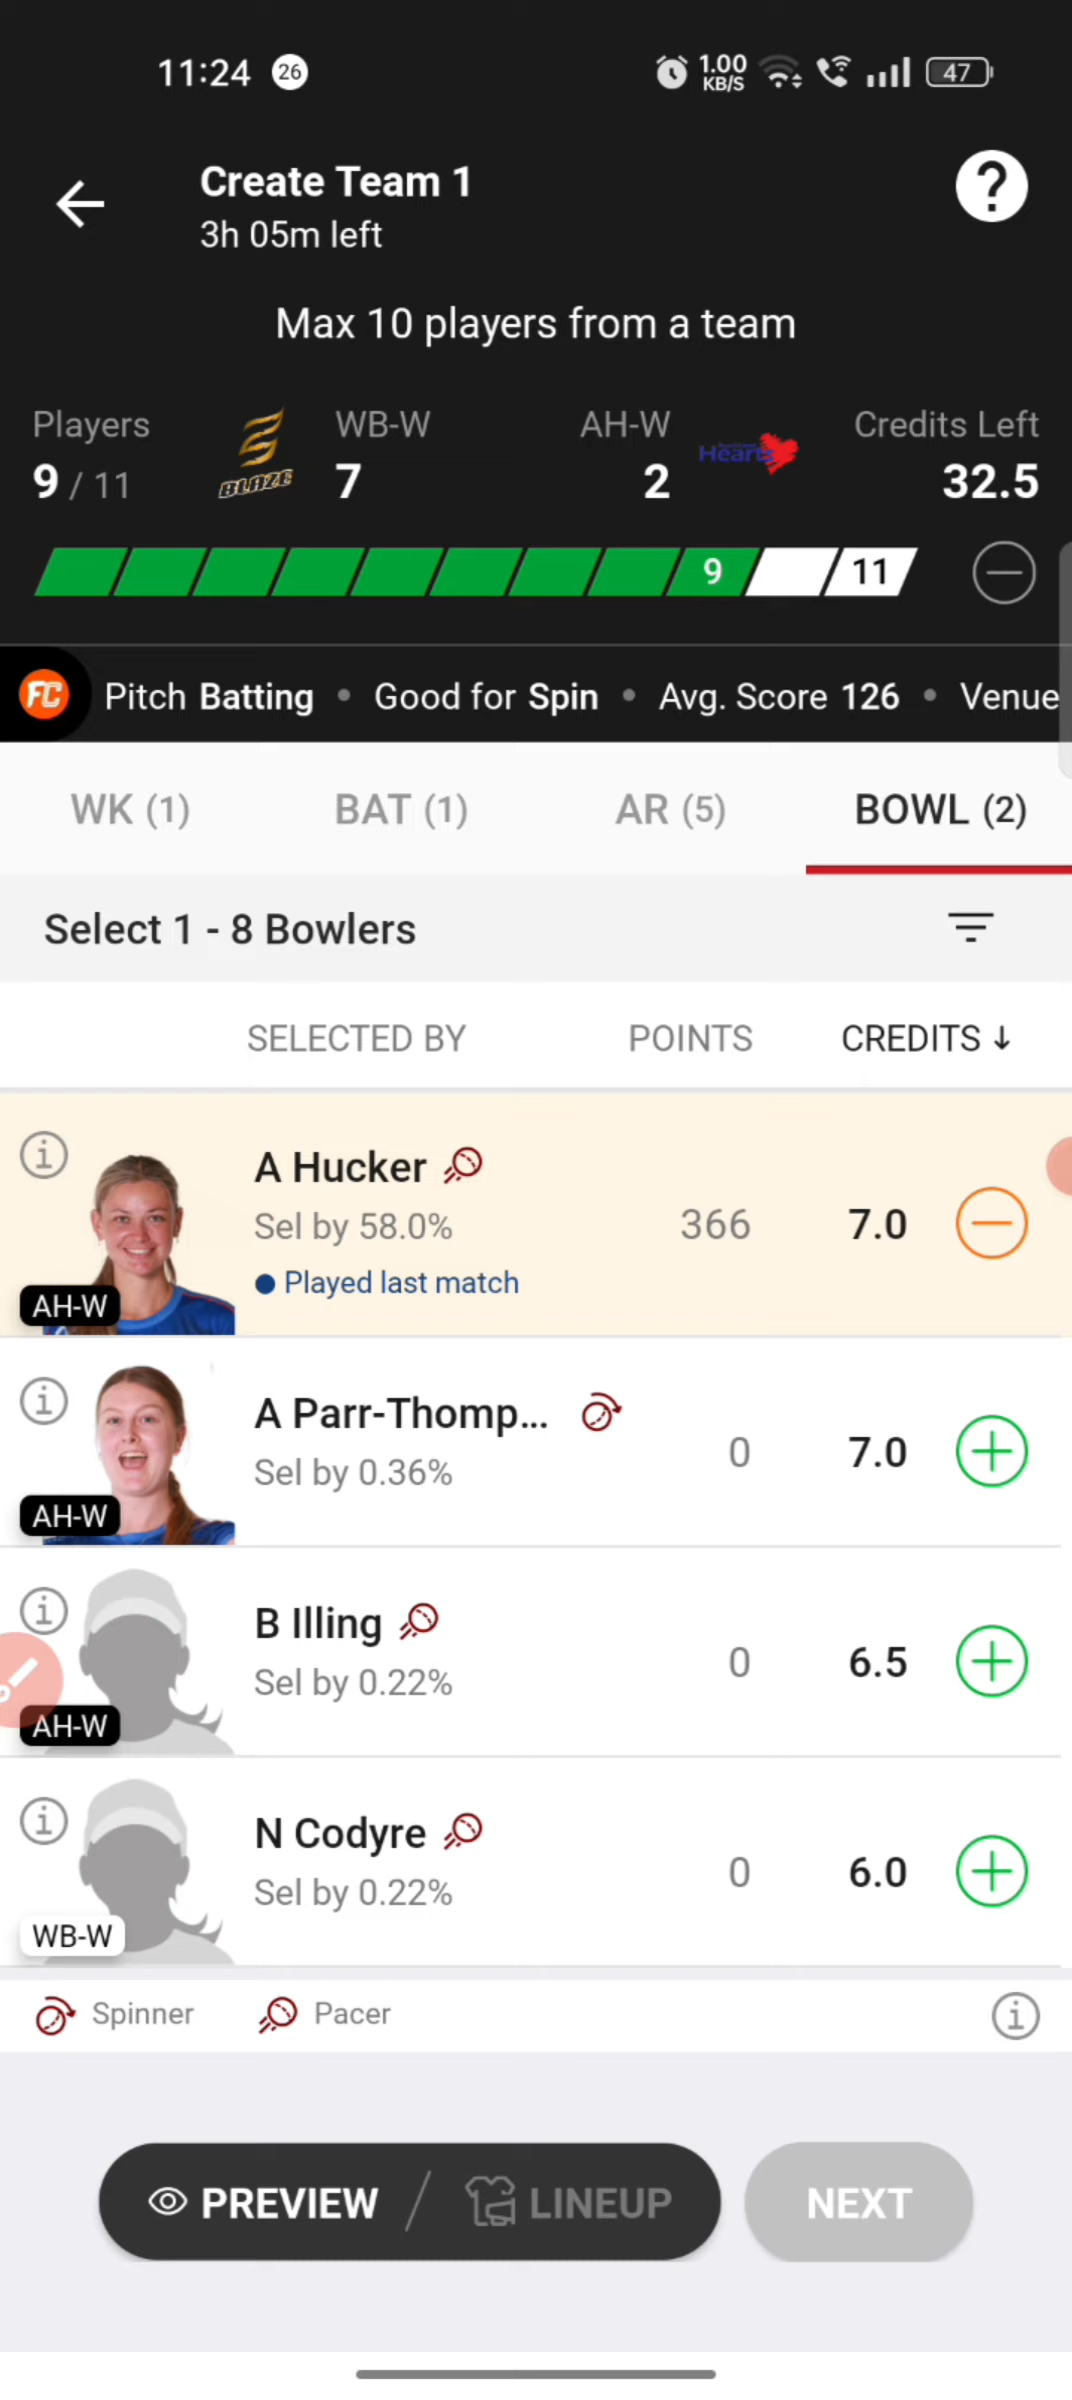 11:24 26 1.00 KB/S 47
Create Team 1
3h 05m left
?
Max 10 players from a team
Players WB-W AH-W Credits Left
9 / 11 BLAZE 7 2 Hearts 32.5
9 11
FC Pitch Batting • Good for Spin • Avg. Score 126 • Venue
WK (1) BAT (1) AR (5) BOWL (2)
Select 1 - 8 Bowlers
SELECTED BY POINTS CREDITS ↓
A Hucker
Sel by 58.0% 366 7.0
Played last match
AH-W
A Parr-Thomp...
Sel by 0.36% 0 7.0
AH-W
B Illing
Sel by 0.22% 0 6.5
AH-W
N Codyre
Sel by 0.22% 0 6.0
WB-W
Spinner Pacer
PREVIEW / LINEUP NEXT